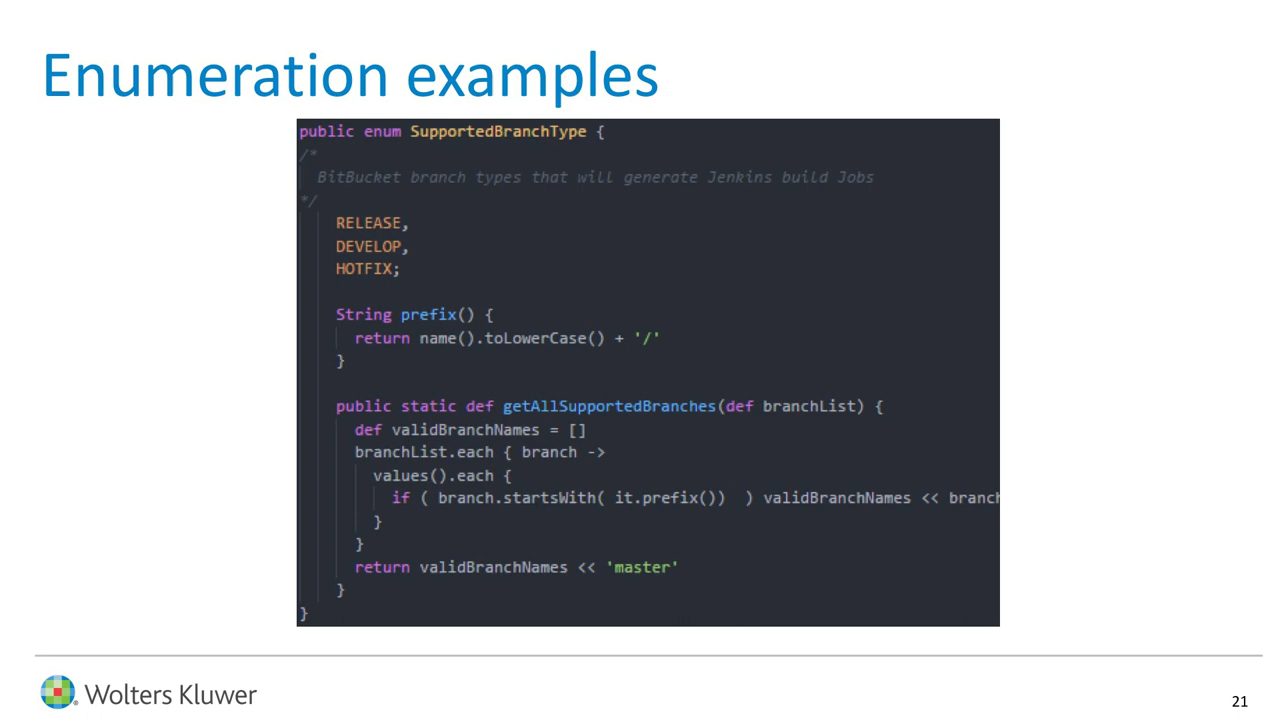 Enumeration examples
public enum SupportedBranchType {
/*
BitBucket branch types that will generate Jenkins build Jobs
*/
RELEASE,
DEVELOP,
HOTFIX;
String prefix() {
return name().toLowerCase() + '/'
}
public static def getAllSupportedBranches(def branchList) {
def validBranchNames = []
branchList.each { branch ->
values().each {
if ( branch.startsWith( it.prefix())  ) validBranchNames << branch
}
}
return validBranchNames << 'master'
}
}
Wolters Kluwer
21